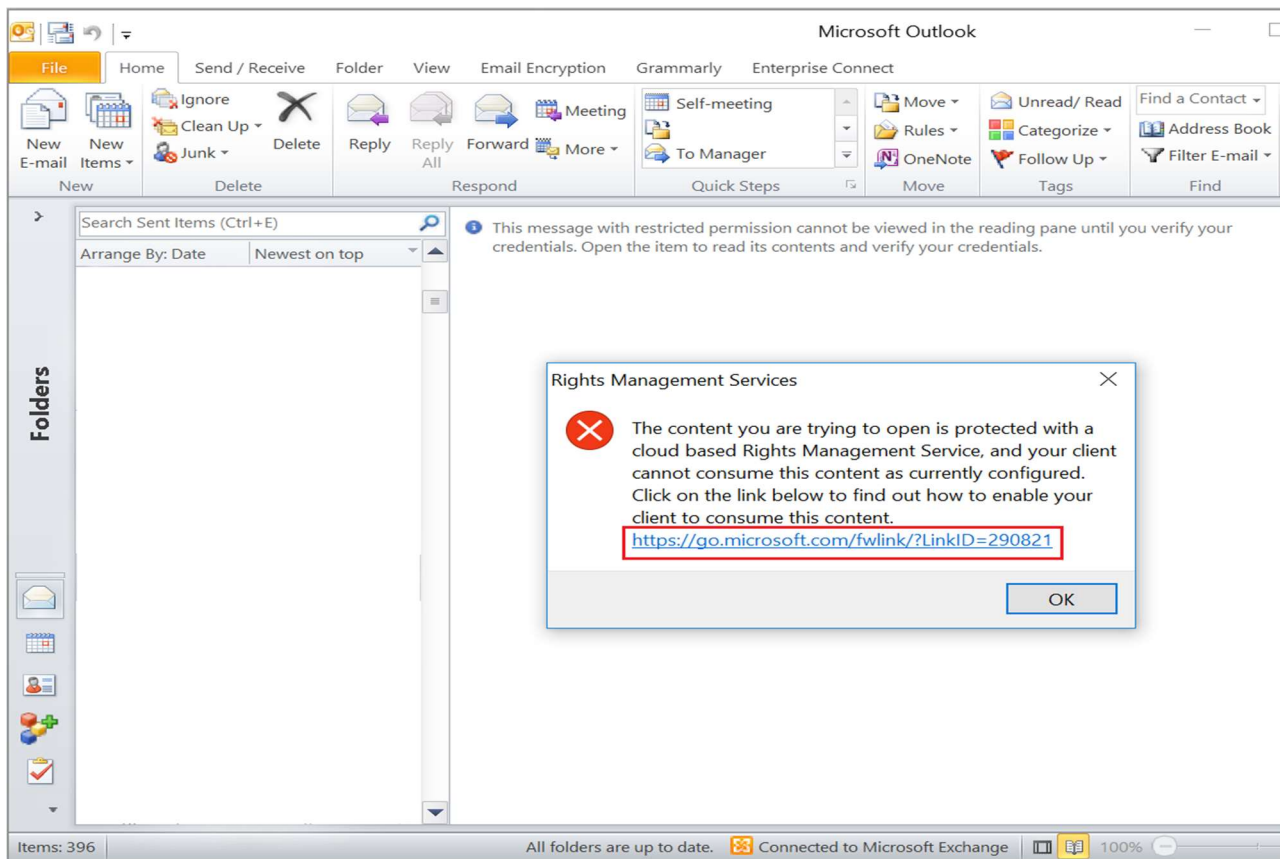 Microsoft Outlook
File Home Send / Receive Folder View Email Encryption Grammarly Enterprise Connect
New E-mail
New Items
New
Ignore
Clean Up
Junk
Delete
Delete
Reply
Reply All
Forward
Meeting
More
Respond
Self-meeting
To Manager
Quick Steps
Move
Rules
OneNote
Move
Unread/ Read
Categorize
Follow Up
Tags
Find a Contact
Address Book
Filter E-mail
Find
Folders
Search Sent Items (Ctrl+E)
Arrange By: Date Newest on top
This message with restricted permission cannot be viewed in the reading pane until you verify your
credentials. Open the item to read its contents and verify your credentials.
Rights Management Services
The content you are trying to open is protected with a
cloud based Rights Management Service, and your client
cannot consume this content as currently configured.
Click on the link below to find out how to enable your
client to consume this content.
https://go.microsoft.com/fwlink/?LinkID=290821
OK
Items: 396 All folders are up to date. Connected to Microsoft Exchange 100%